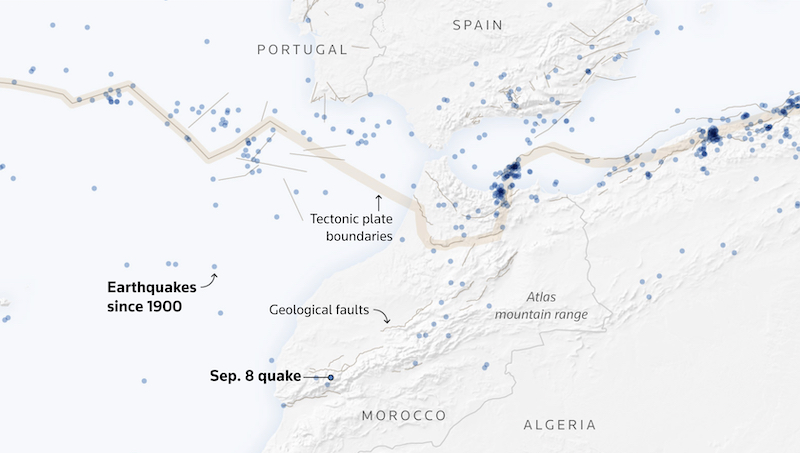 SPAIN
PORTUGAL
Tectonic plate
boundaries
Earthquakes
since 1900
Geological faults
Atlas
mountain range
Sep. 8 quake
MOROCCO
ALGERIA